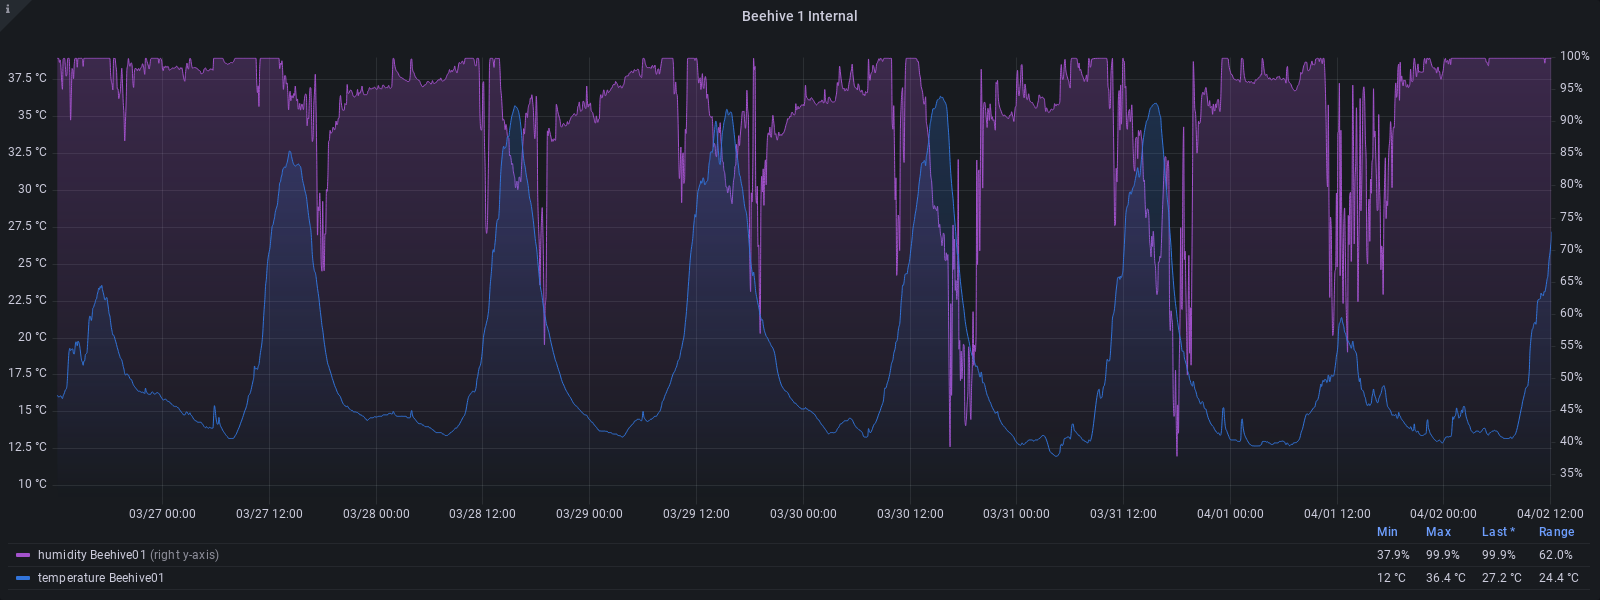 i
Beehive 1 Internal
37.5 °C
35 °C
32.5 °C
30 °C
27.5 °C
25 °C
22.5 °C
20 °C
17.5 °C
15 °C
12.5 °C
10 °C
100%
95%
90%
85%
80%
75%
70%
65%
60%
55%
50%
45%
40%
35%
03/27 00:00 03/27 12:00 03/28 00:00 03/28 12:00 03/29 00:00 03/29 12:00 03/30 00:00 03/30 12:00 03/31 00:00 03/31 12:00 04/01 00:00 04/01 12:00 04/02 00:00 04/02 12:00
Min Max Last * Range
humidity Beehive01 (right y-axis) 37.9% 99.9% 99.9% 62.0%
temperature Beehive01 12 °C 36.4 °C 27.2 °C 24.4 °C